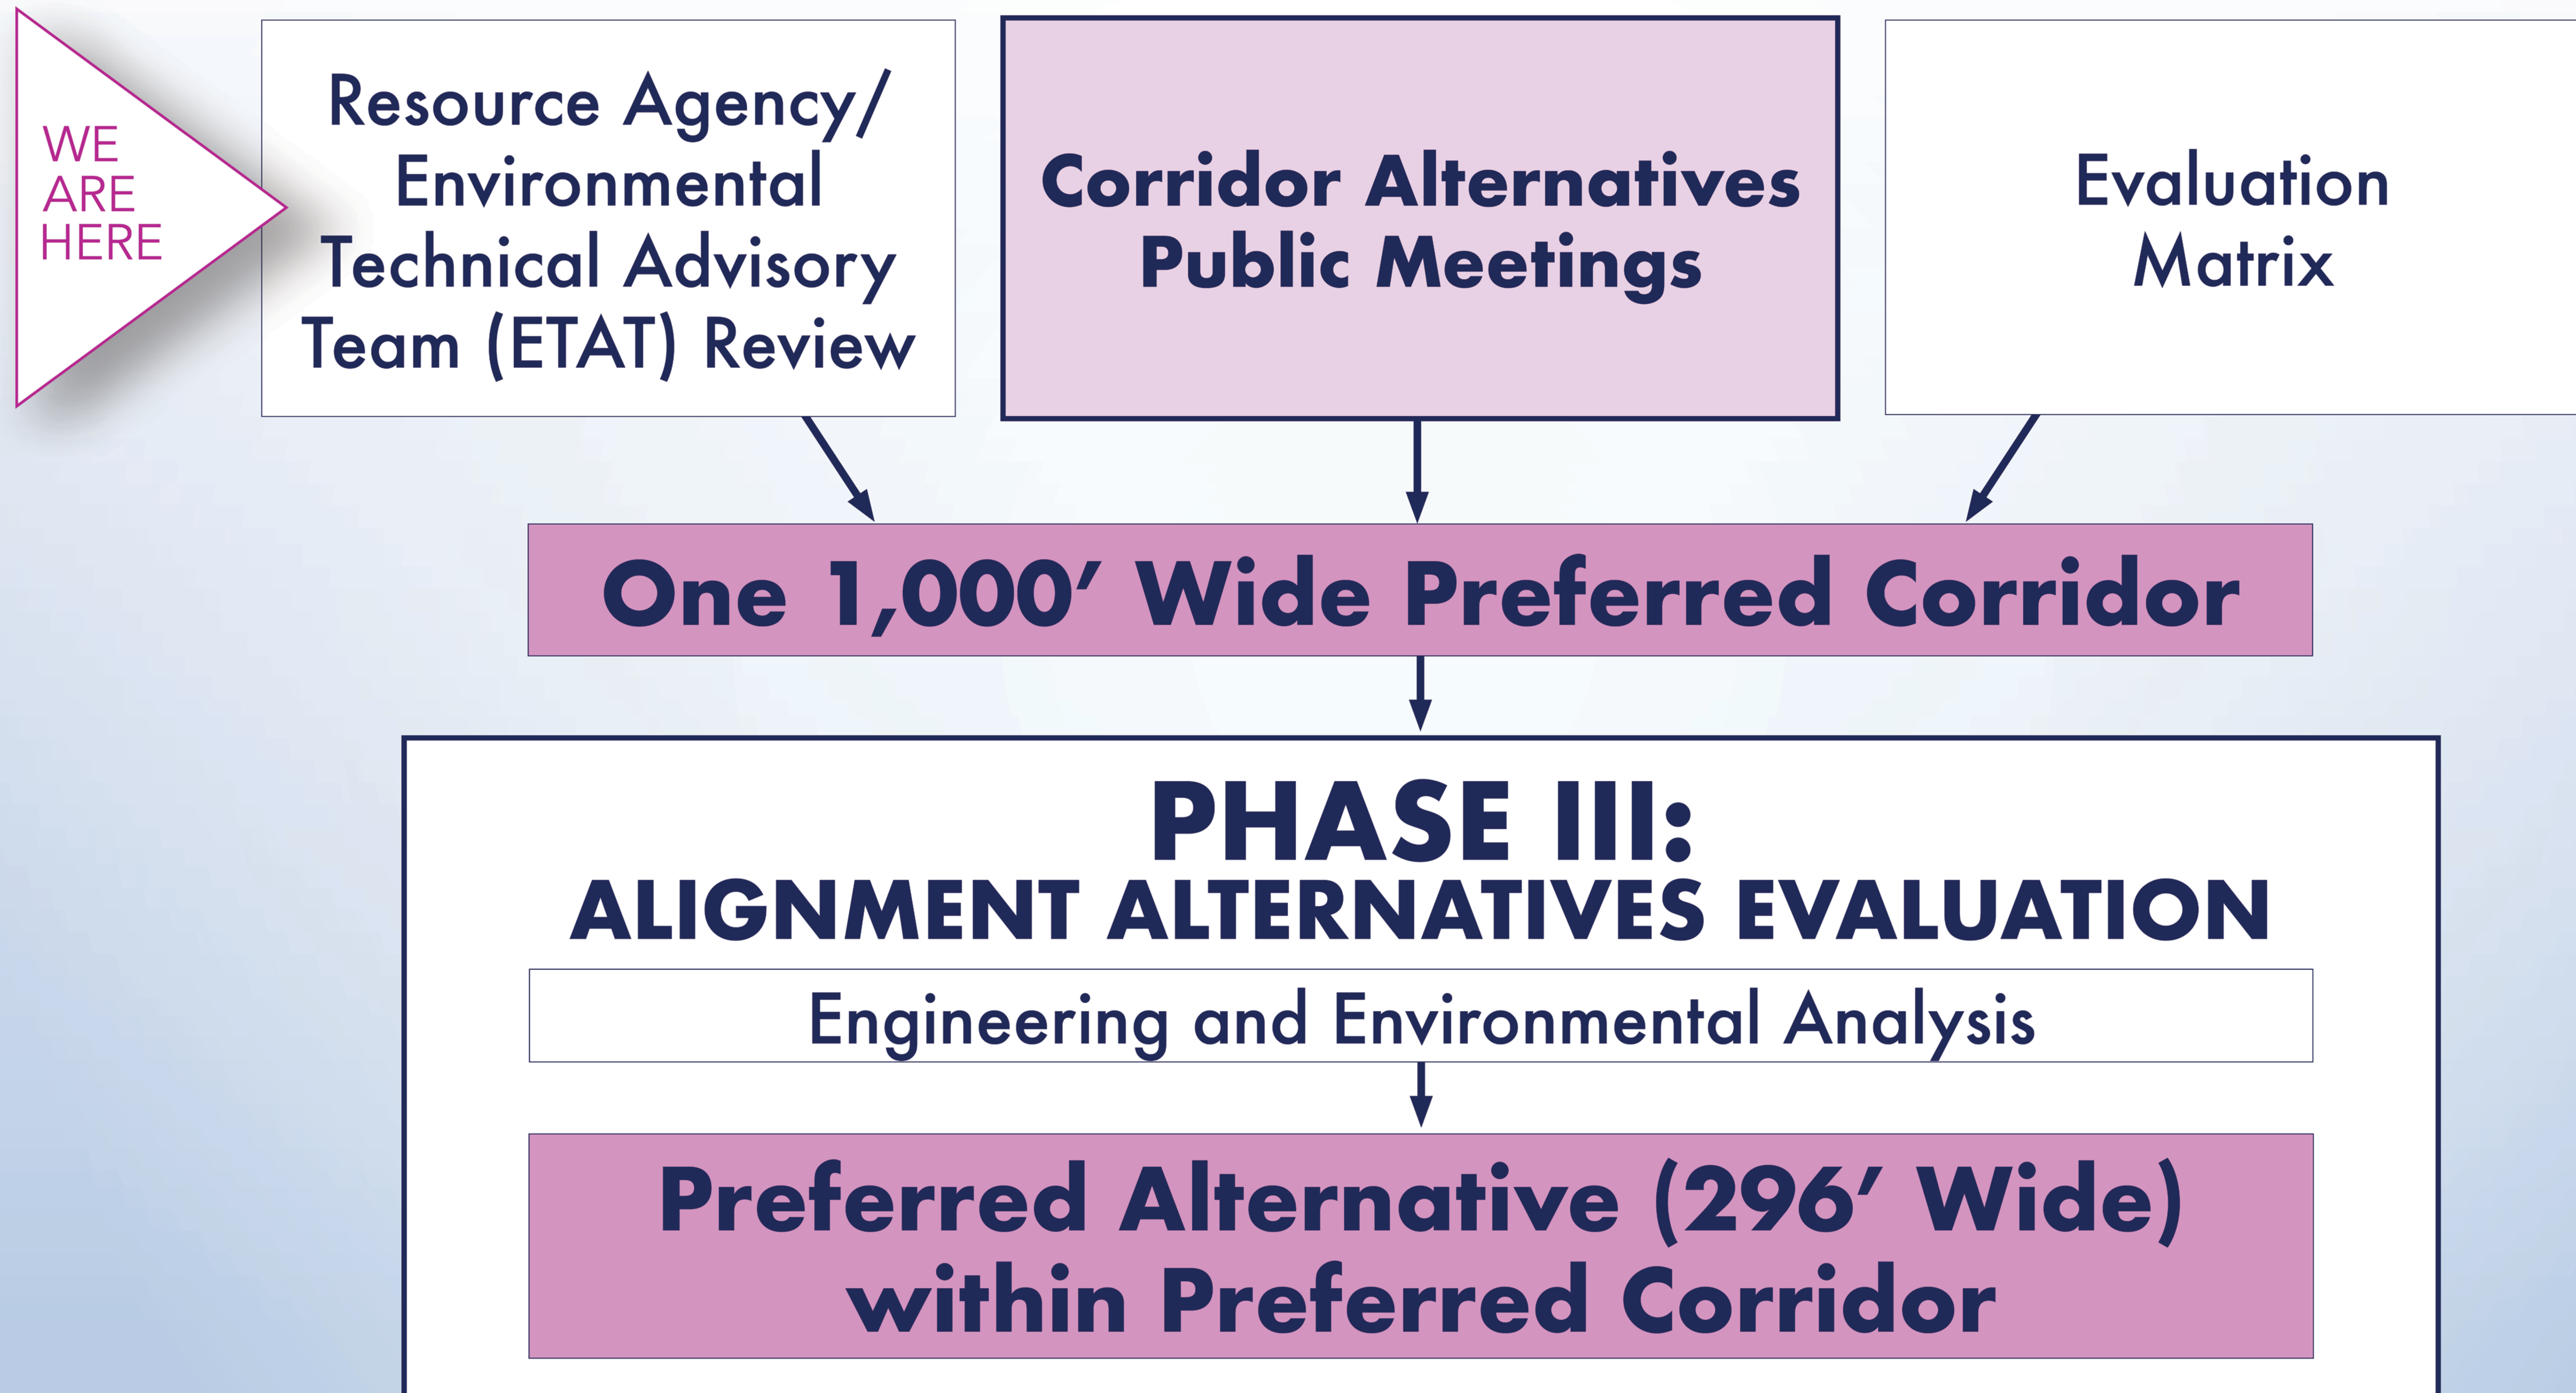 WE
ARE
HERE
Resource Agency/
Environmental
Technical Advisory
Team (ETAT) Review
Corridor Alternatives
Public Meetings
Evaluation
Matrix
One 1,000’ Wide Preferred Corridor
PHASE III:
ALIGNMENT ALTERNATIVES EVALUATION
Engineering and Environmental Analysis
Preferred Alternative (296’ Wide)
within Preferred Corridor